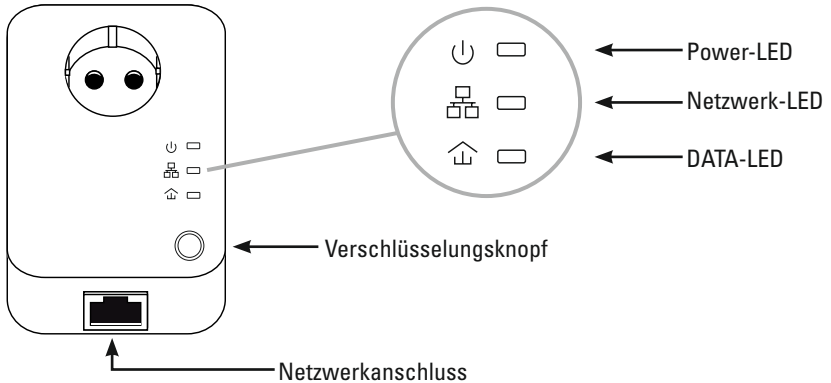 Power-LED
Netzwerk-LED
DATA-LED
Verschlüsselungsknopf
Netzwerkanschluss